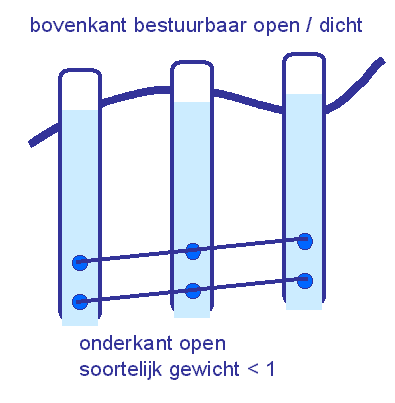 bovenkant bestuurbaar open / dicht
onderkant open
soortelijk gewicht < 1